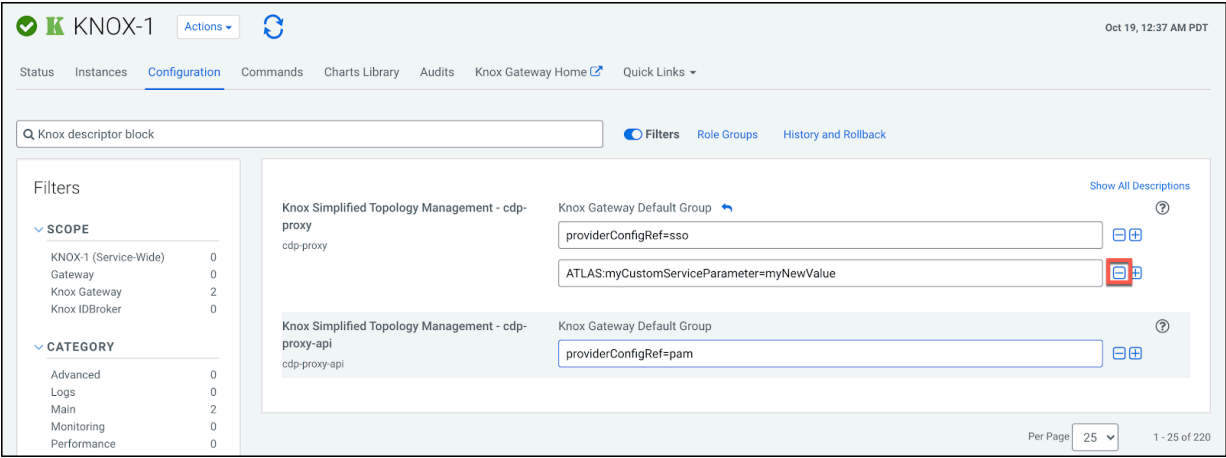 KNOX-1 Actions Oct 19, 12:37 AM PDT
Status Instances Configuration Commands Charts Library Audits Knox Gateway Home Quick Links
Knox descriptor block Filters Role Groups History and Rollback
Filters
SCOPE
KNOX-1 (Service-Wide) 0
Gateway 0
Knox Gateway 2
Knox IDBroker 0
CATEGORY
Advanced 0
Logs 0
Main 2
Monitoring 0
Performance 0
Show All Descriptions
Knox Simplified Topology Management - cdp-
proxy
cdp-proxy
Knox Gateway Default Group
providerConfigRef=sso
ATLAS:myCustomServiceParameter=myNewValue
Knox Simplified Topology Management - cdp-
proxy-api
cdp-proxy-api
Knox Gateway Default Group
providerConfigRef=pam
Per Page 25 1 - 25 of 220